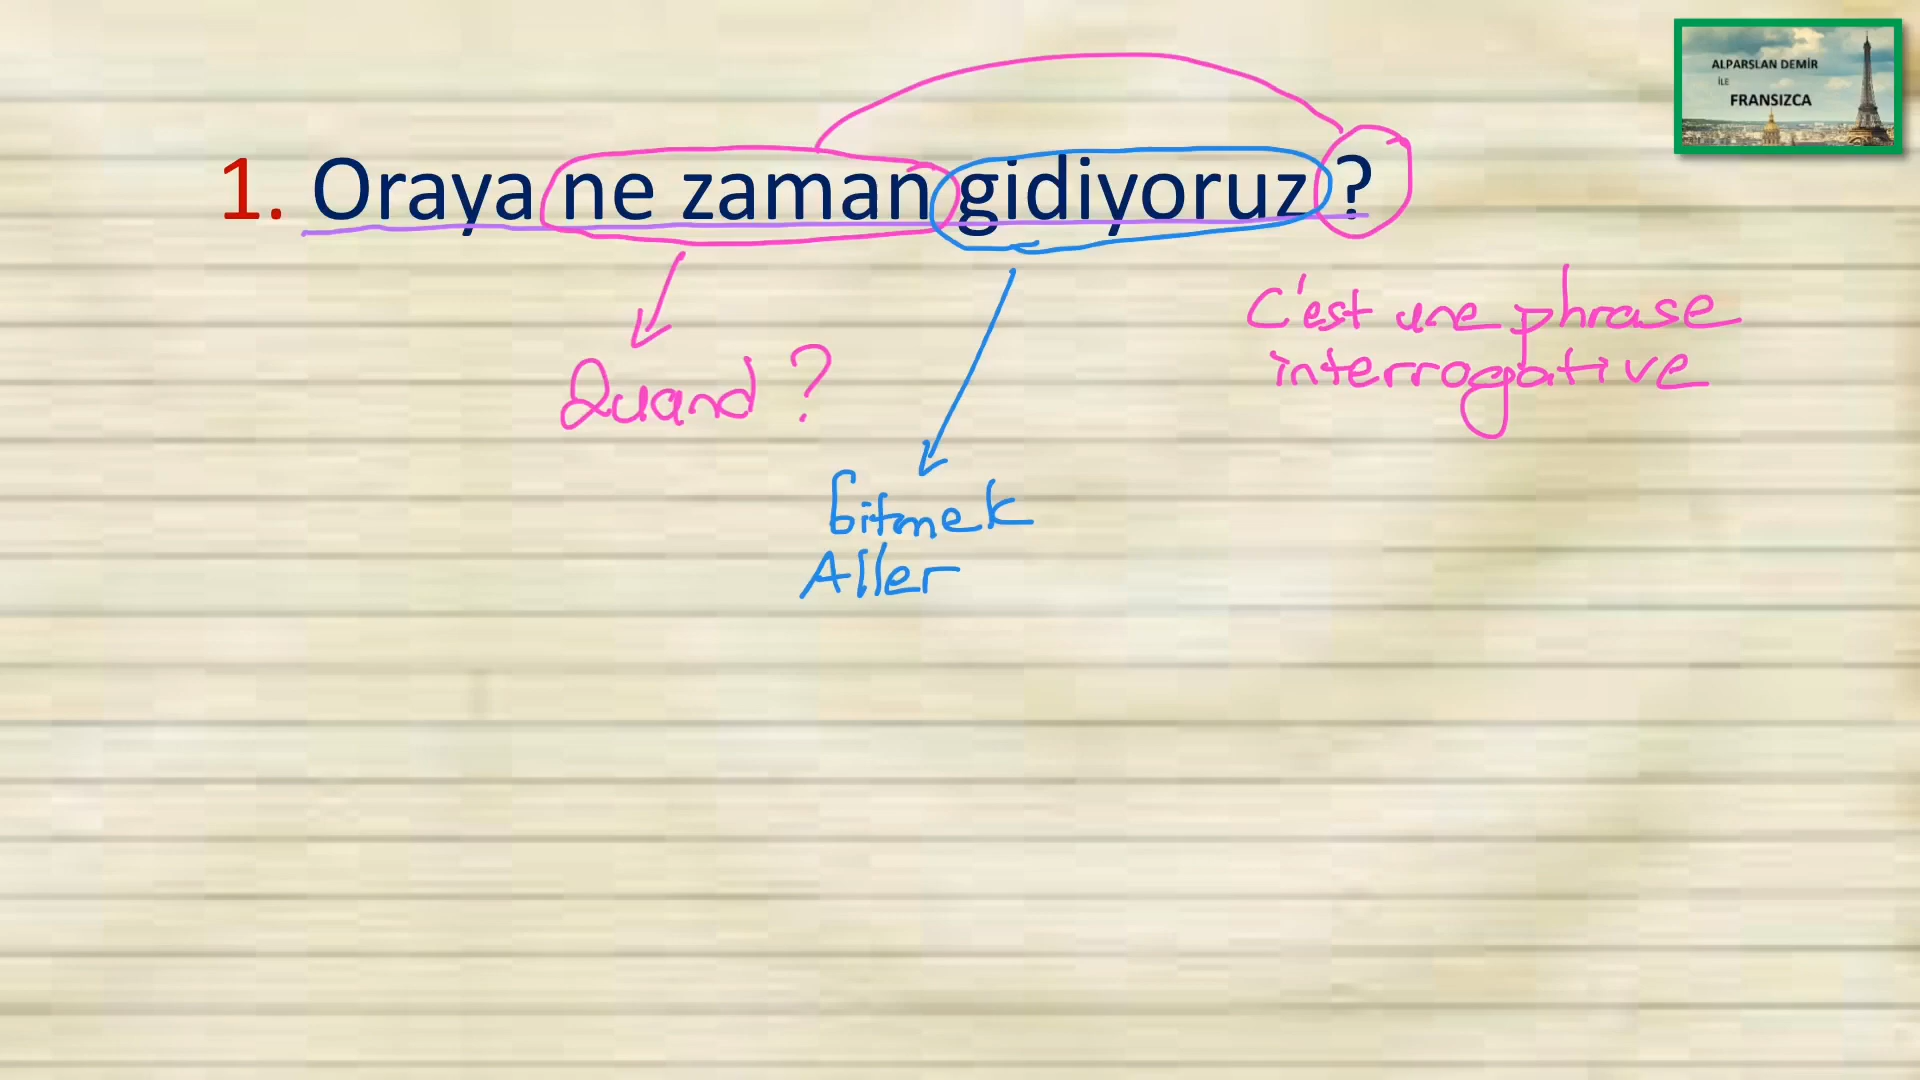 ALPARSLAN DEMİR
İLE
FRANSIZCA
1. Oraya ne zaman gidiyoruz ?
C'est une phrase
interrogative
Quand ?
Gitmek
Aller